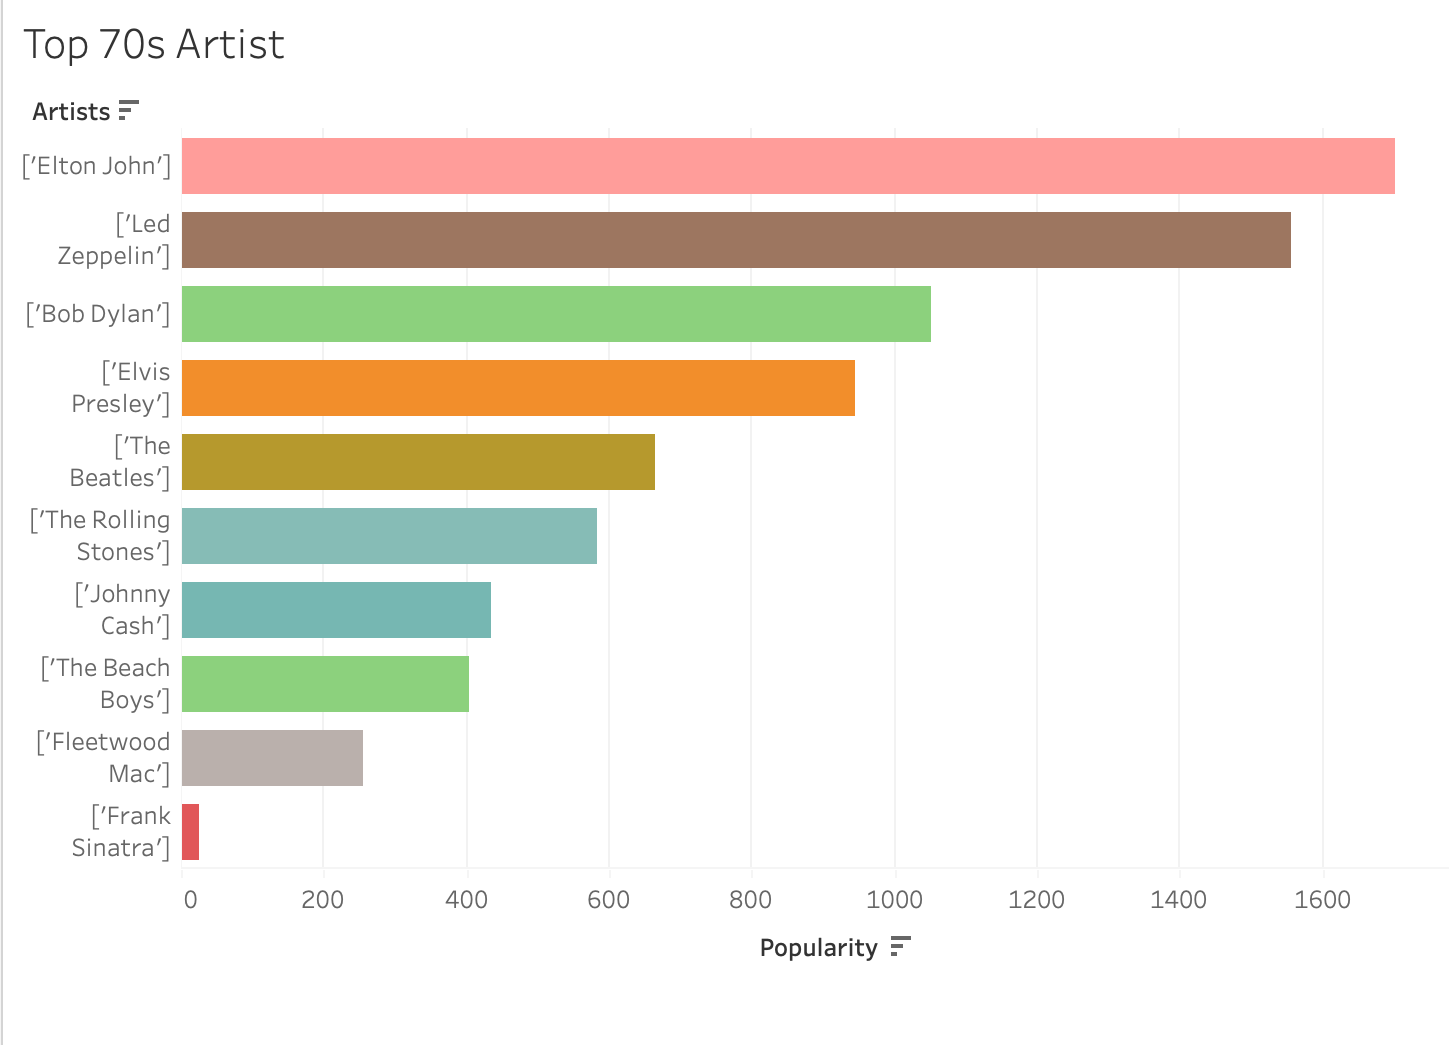 Top 70s Artist
Artists
['Elton John']
['Led
Zeppelin']
['Bob Dylan']
['Elvis
Presley']
['The
Beatles']
['The Rolling
Stones']
['Johnny
Cash']
['The Beach
Boys']
['Fleetwood
Mac']
['Frank
Sinatra']
0 200 400 600 800 1000 1200 1400 1600
Popularity